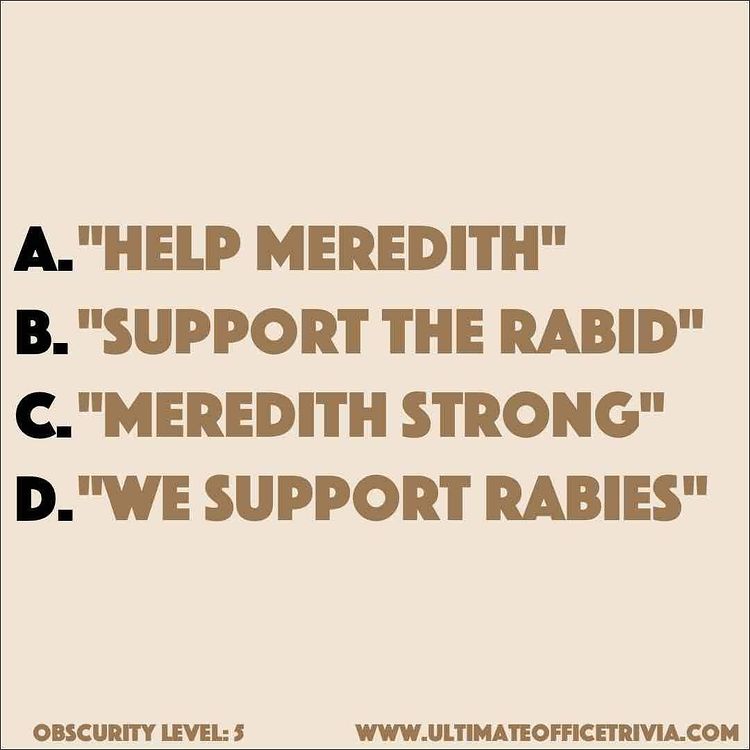 A. "HELP MEREDITH"
B. "SUPPORT THE RABID"
C. "MEREDITH STRONG"
D. "WE SUPPORT RABIES"
OBSCURITY LEVEL: 5 WWW.ULTIMATEOFFICETRIVIA.COM